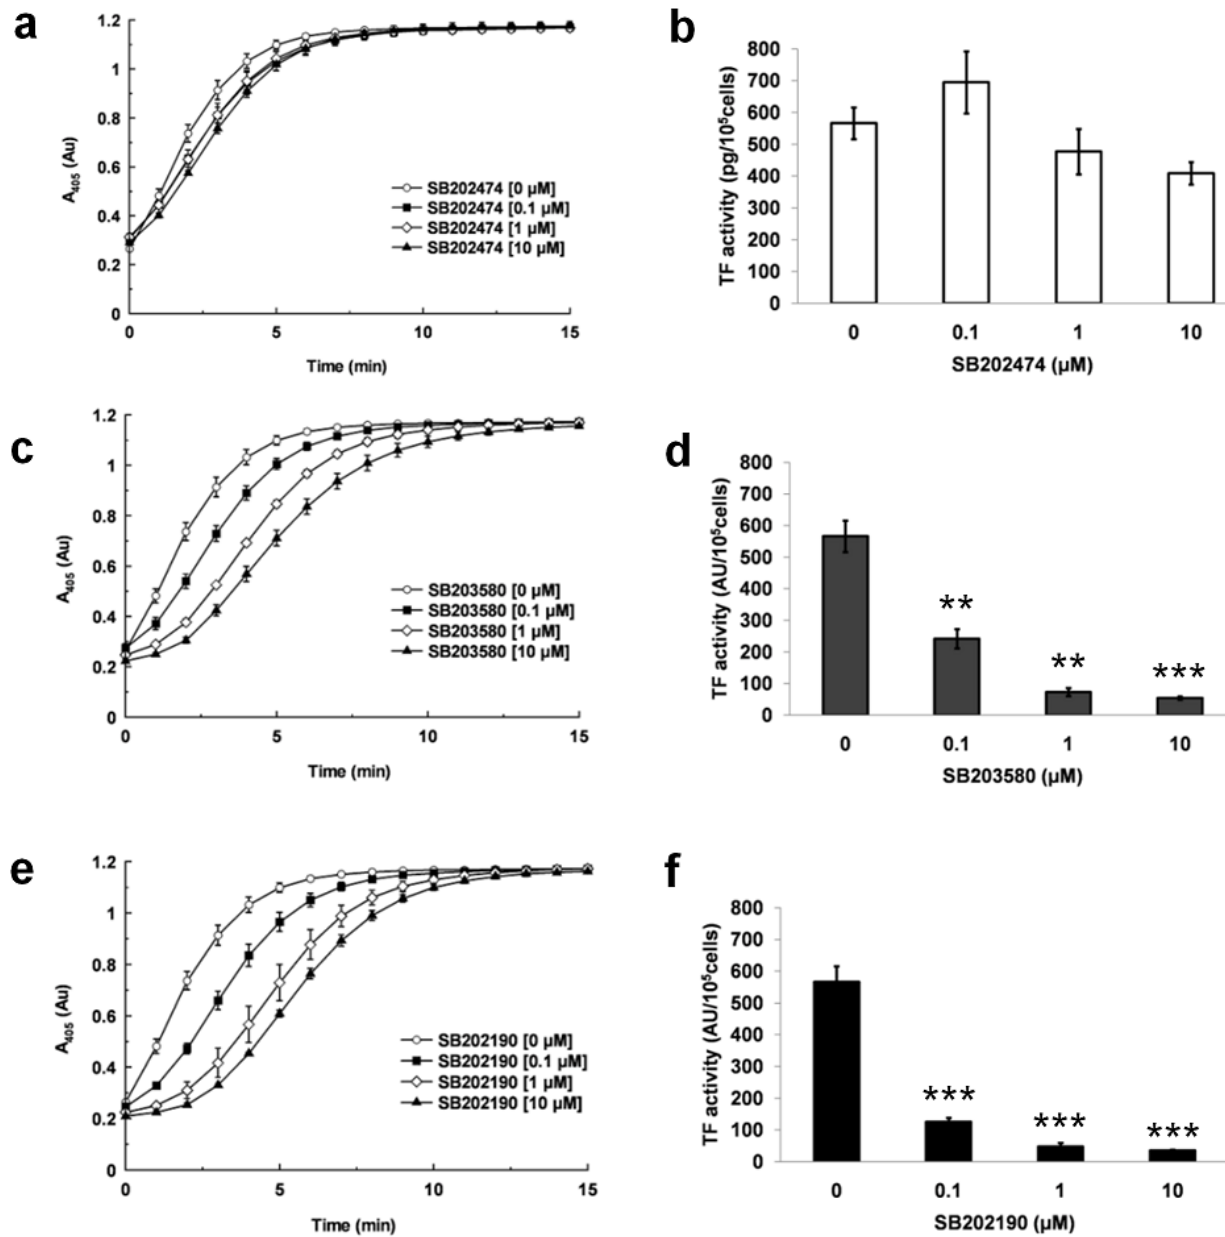 a
1.2
1
0.8
0.6
0.4
0.2
0
A405 (Au)
SB202474 [0 µM]
SB202474 [0.1 µM]
SB202474 [1 µM]
SB202474 [10 µM]
0 5 10 15
Time (min)
b
800
700
600
500
400
300
200
100
0
TF activity (pg/10⁵cells)
0 0.1 1 10
SB202474 (µM)
c
1.2
1
0.8
0.6
0.4
0.2
0
A405 (Au)
SB203580 [0 µM]
SB203580 [0.1 µM]
SB203580 [1 µM]
SB203580 [10 µM]
0 5 10 15
Time (min)
d
800
700
600
500
400
300
200
100
0
TF activity (AU/10⁵cells)
** ** ***
0 0.1 1 10
SB203580 (µM)
e
1.2
1
0.8
0.6
0.4
0.2
0
A405 (Au)
SB202190 [0 µM]
SB202190 [0.1 µM]
SB202190 [1 µM]
SB202190 [10 µM]
0 5 10 15
Time (min)
f
800
700
600
500
400
300
200
100
0
TF activity (AU/10⁵cells)
*** *** ***
0 0.1 1 10
SB202190 (µM)